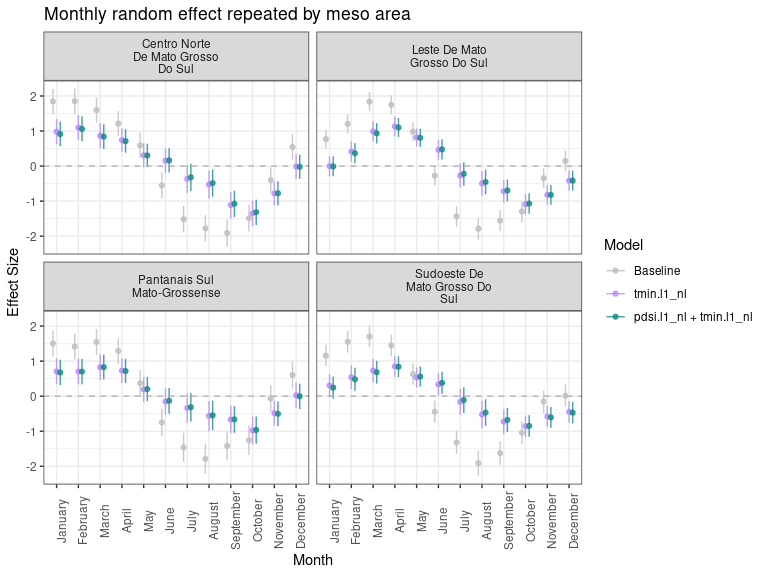 Monthly random effect repeated by meso area
Centro Norte
De Mato Grosso
Do Sul
Leste De Mato
Grosso Do Sul
2
1
0
-1
-2
Pantanais Sul
Mato-Grossense
Sudoeste De
Mato Grosso Do
Sul
2
1
0
-1
-2
Effect Size
January
February
March
April
May
June
July
August
September
October
November
December
January
February
March
April
May
June
July
August
September
October
November
December
Month
Model
Baseline
tmin.l1_nl
pdsi.l1_nl + tmin.l1_nl